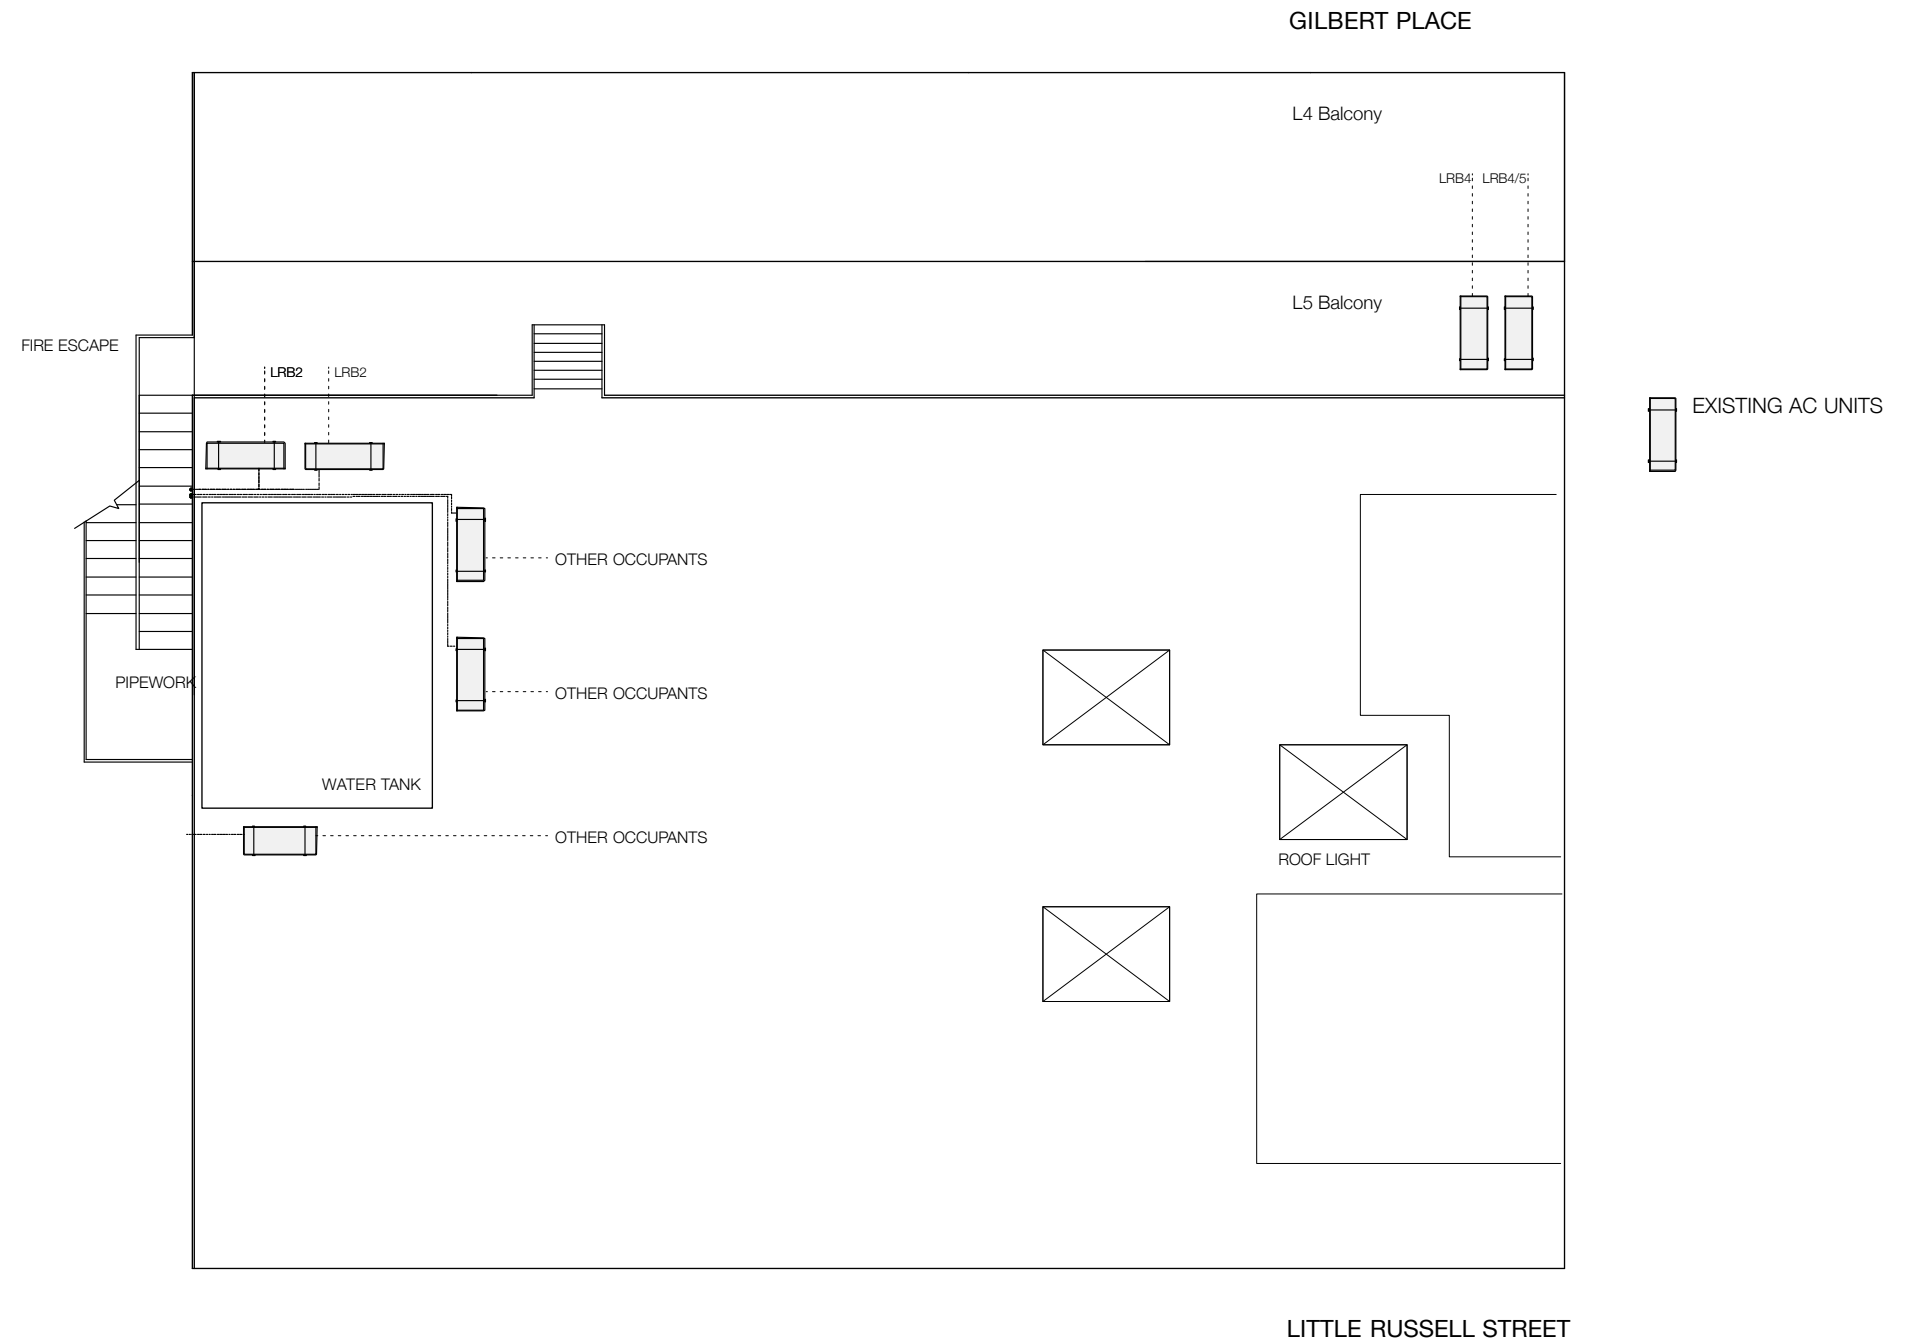 GILBERT PLACE
L4 Balcony
LRB4 LRB4/5
L5 Balcony
FIRE ESCAPE
LRB2 LRB2
EXISTING AC UNITS
OTHER OCCUPANTS
PIPEWORK
OTHER OCCUPANTS
WATER TANK
OTHER OCCUPANTS
ROOF LIGHT
LITTLE RUSSELL STREET